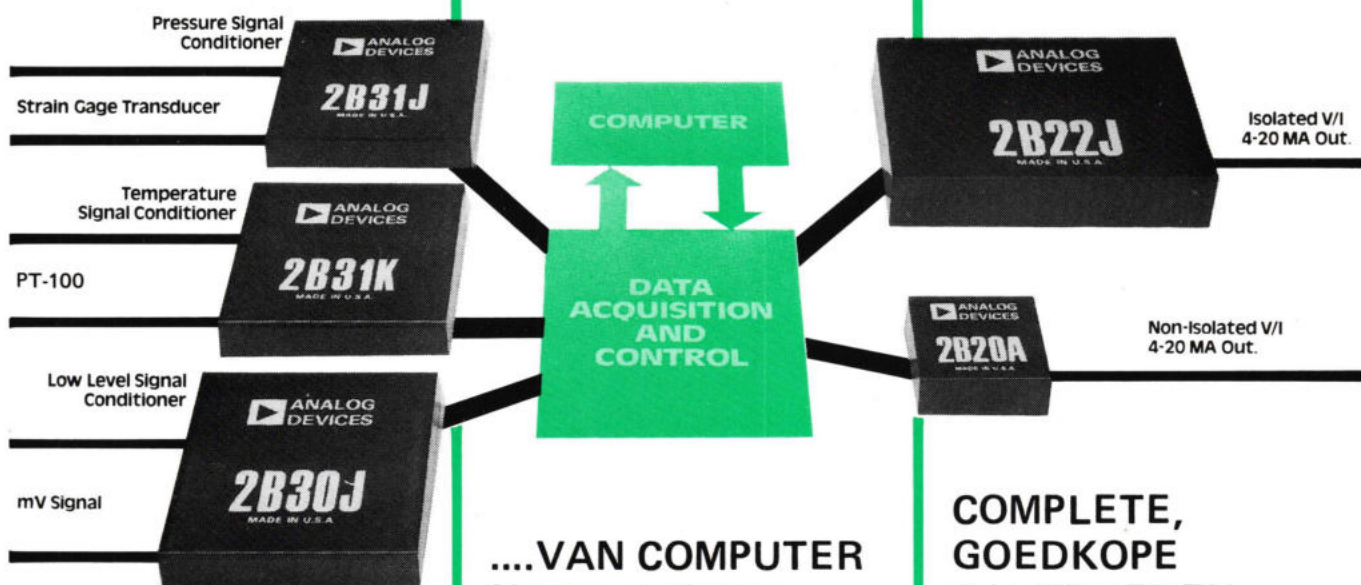 Pressure Signal
Conditioner
Strain Gage Transducer
ANALOG
DEVICES
2B31J
MADE IN U.S.A.
Temperature
Signal Conditioner
PT-100
ANALOG
DEVICES
2B31K
MADE IN U.S.A.
Low Level Signal
Conditioner
mV Signal
ANALOG
DEVICES
2B30J
MADE IN U.S.A
COMPUTER
DATA
ACQUISITION
AND
CONTROL
ANALOG
DEVICES
2B22J
MADE IN U.S.A.
Isolated V/I
4-20 MA Out.
ANALOG
DEVICES
2B20A
MADE IN U.S.A.
Non-Isolated V/I
4-20 MA Out.
....VAN COMPUTER
COMPLETE,
GOEDKOPE